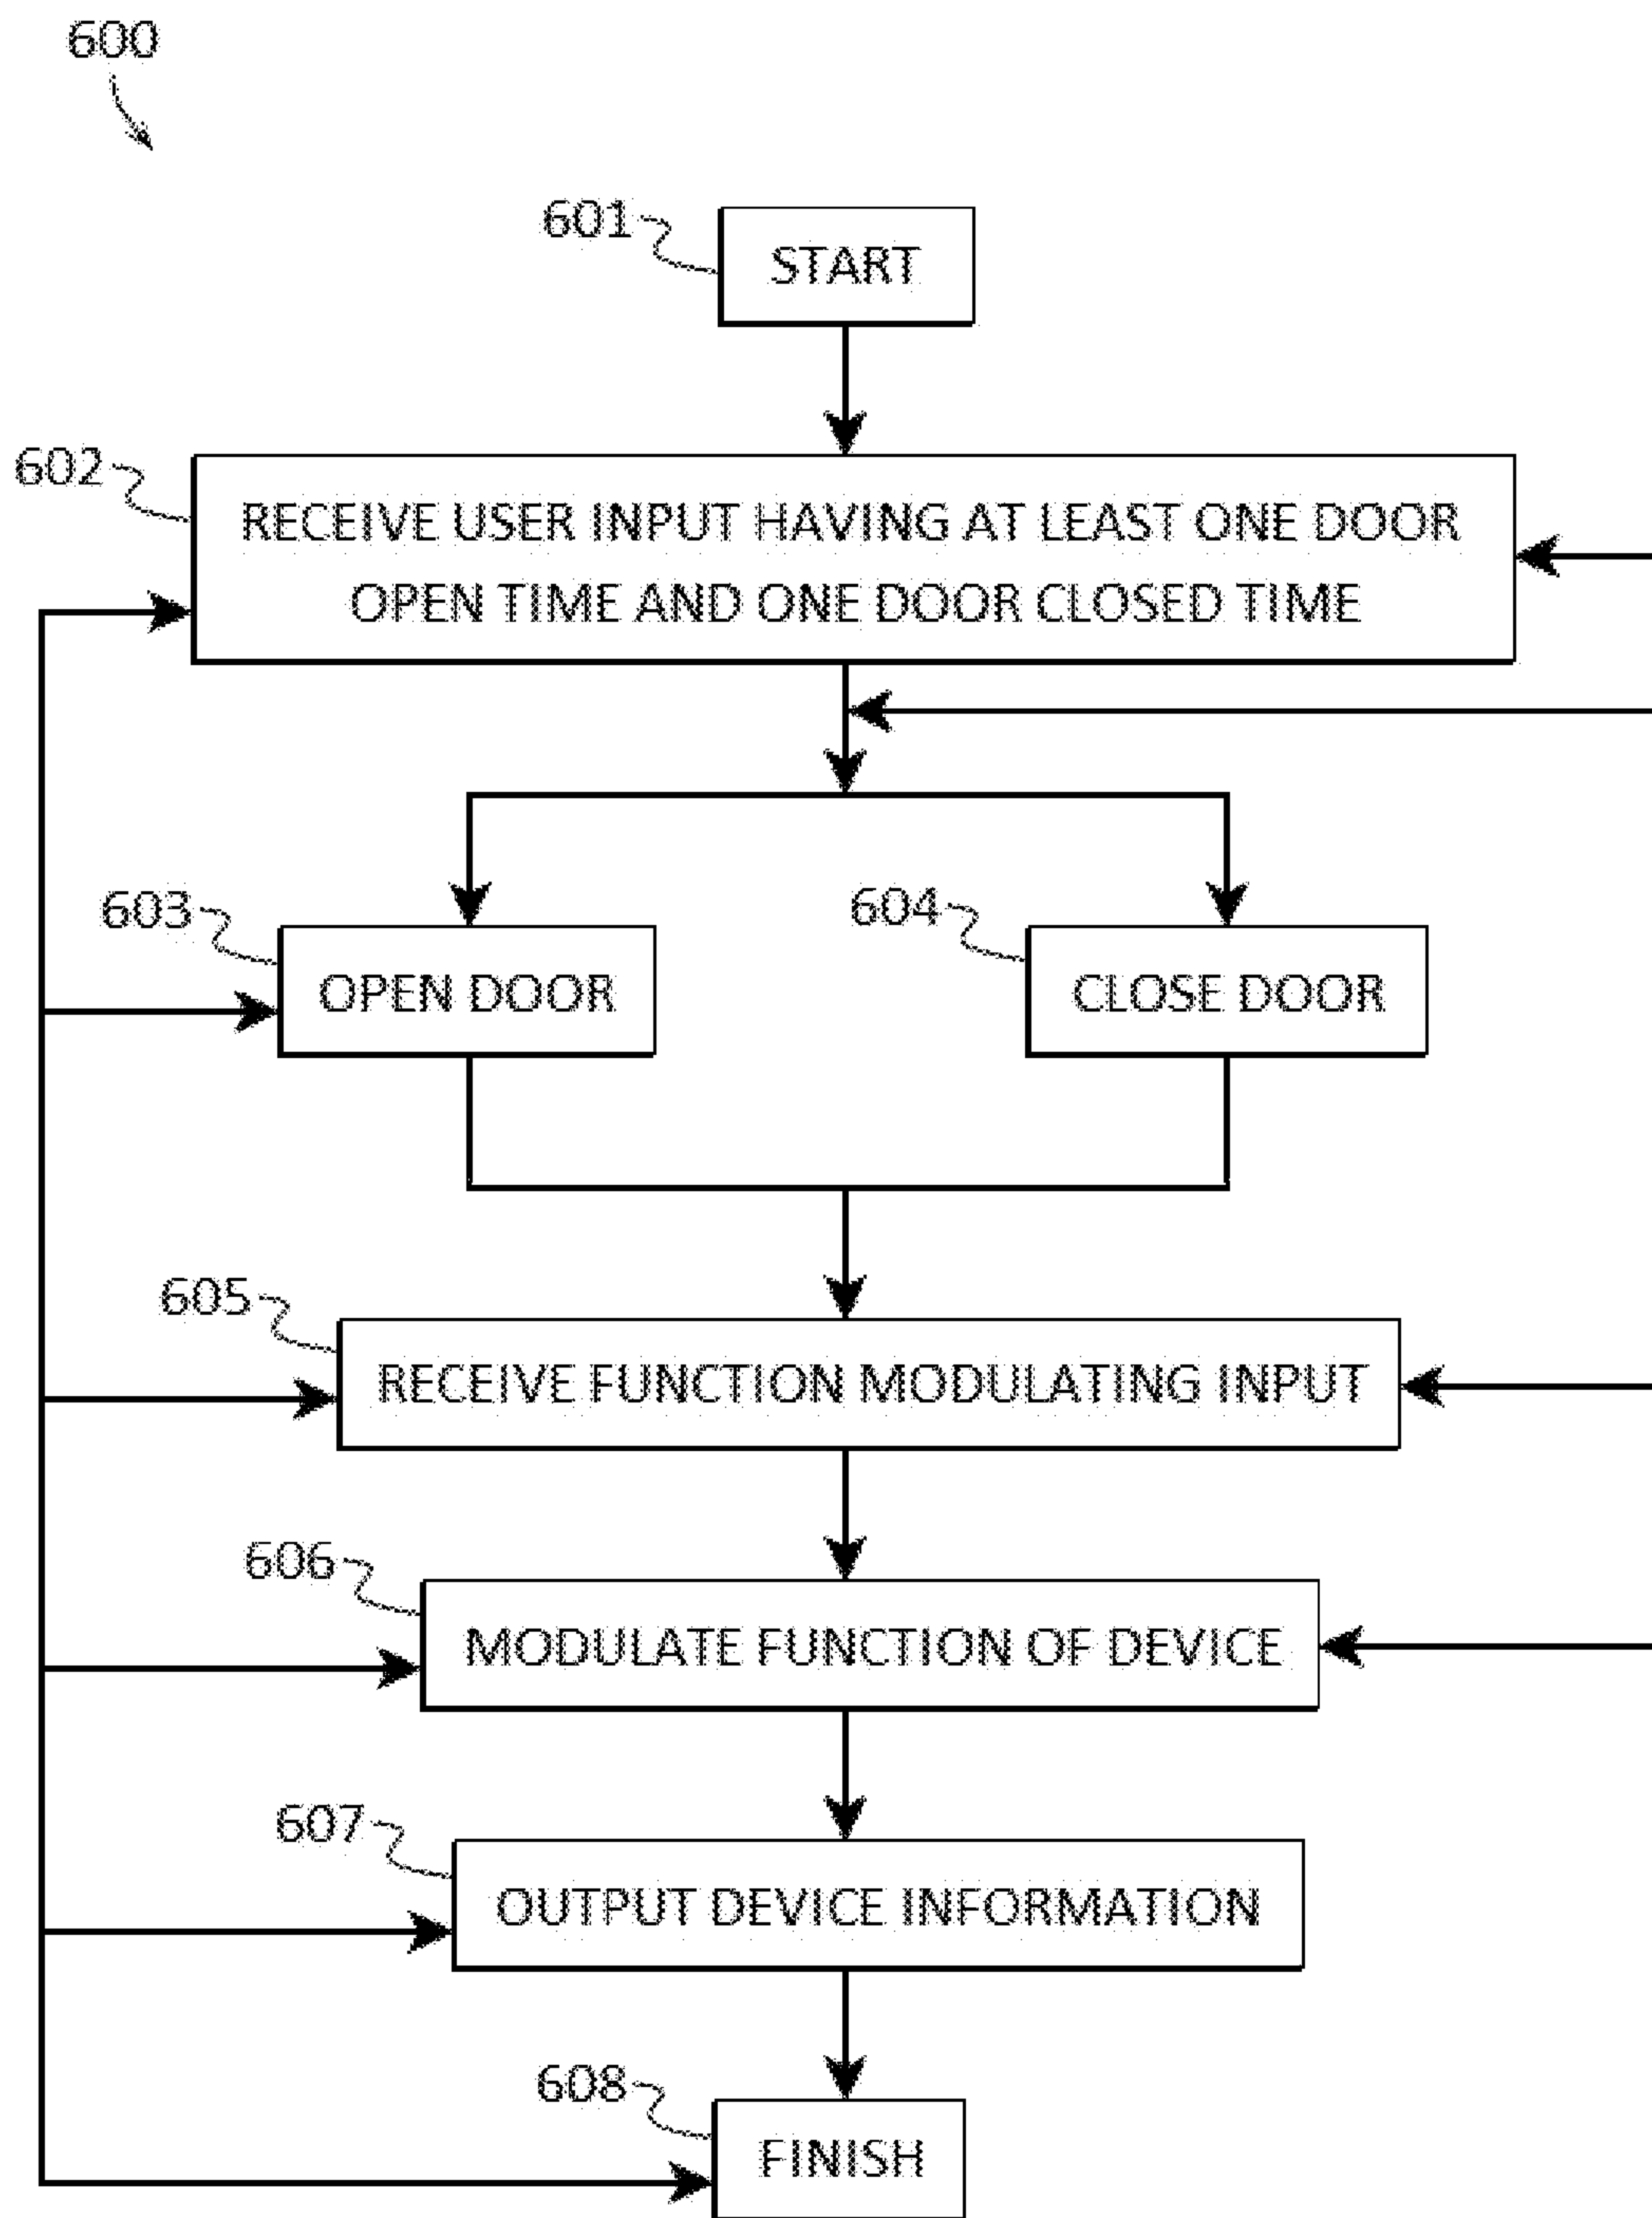 600
601
START
602
RECEIVE USER INPUT HAVING AT LEAST ONE DOOR
OPEN TIME AND ONE DOOR CLOSED TIME
603
OPEN DOOR
604
CLOSE DOOR
605
RECEIVE FUNCTION MODULATING INPUT
606
MODULATE FUNCTION OF DEVICE
607
OUTPUT DEVICE INFORMATION
608
FINISH